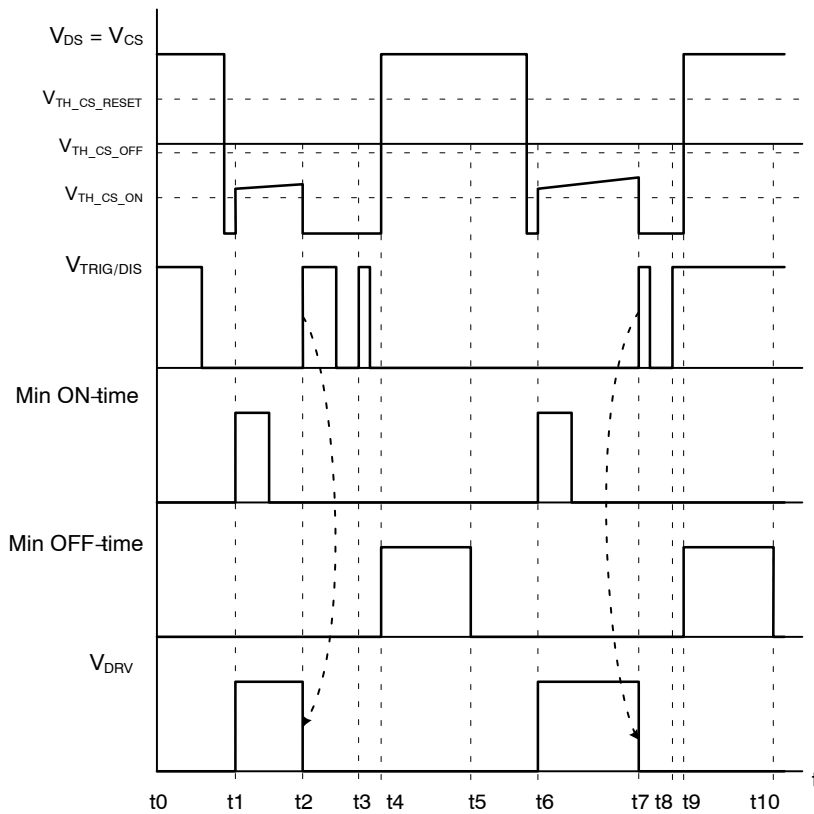 VDS = VCS
VTH_CS_RESET
VTH_CS_OFF
VTH_CS_ON
VTRIG/DIS
Min ON-time
Min OFF-time
VDRV
t
t0 t1 t2 t3 t4 t5 t6 t7 t8 t9 t10